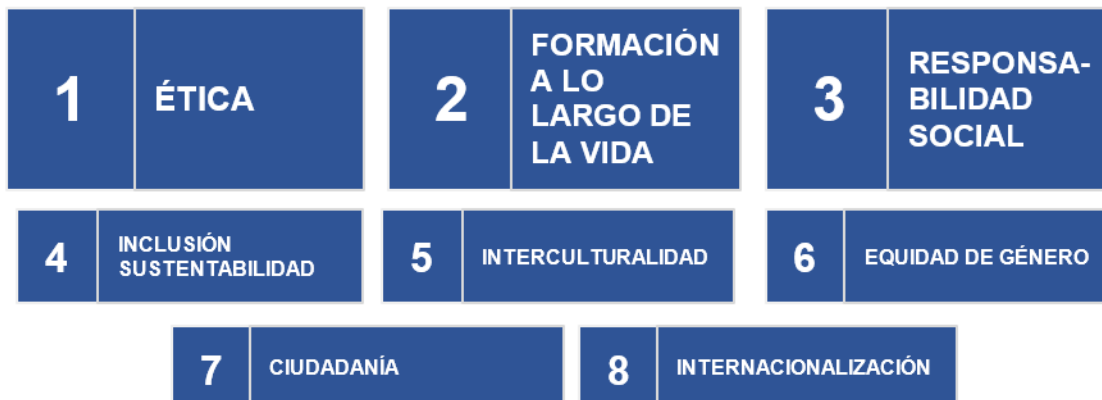 1
ÉTICA
2
FORMACIÓN
A LO
LARGO DE
LA VIDA
3
RESPONSA-
BILIDAD
SOCIAL
4
INCLUSIÓN
SUSTENTABILIDAD
5
INTERCULTURALIDAD
6
EQUIDAD DE GÉNERO
7
CIUDADANÍA
8
INTERNACIONALIZACIÓN